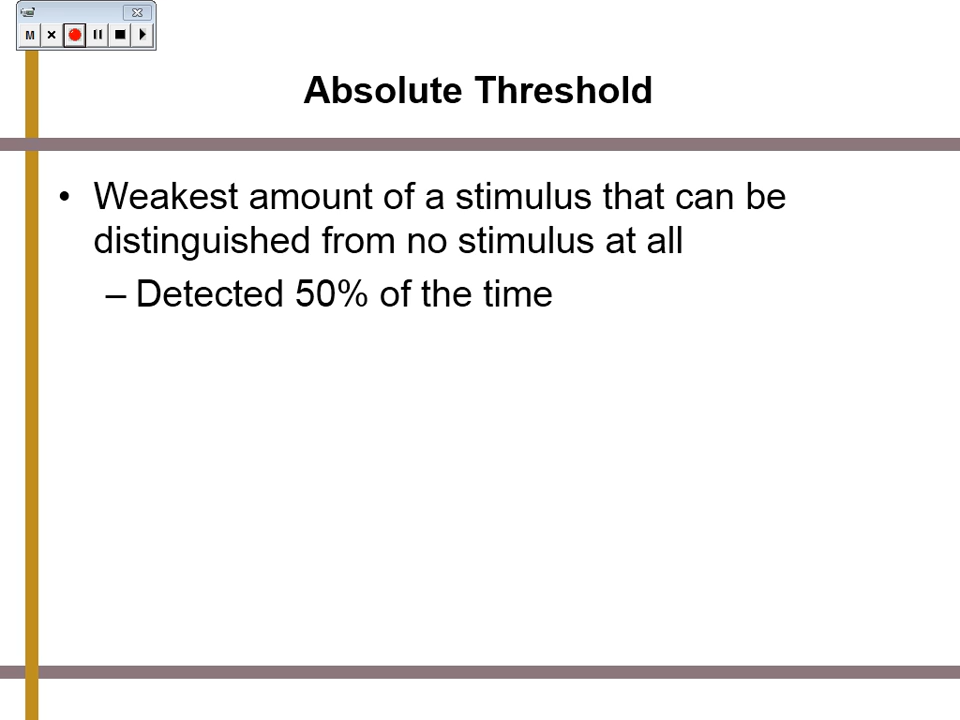 M
Absolute Threshold
• Weakest amount of a stimulus that can be
distinguished from no stimulus at all
– Detected 50% of the time